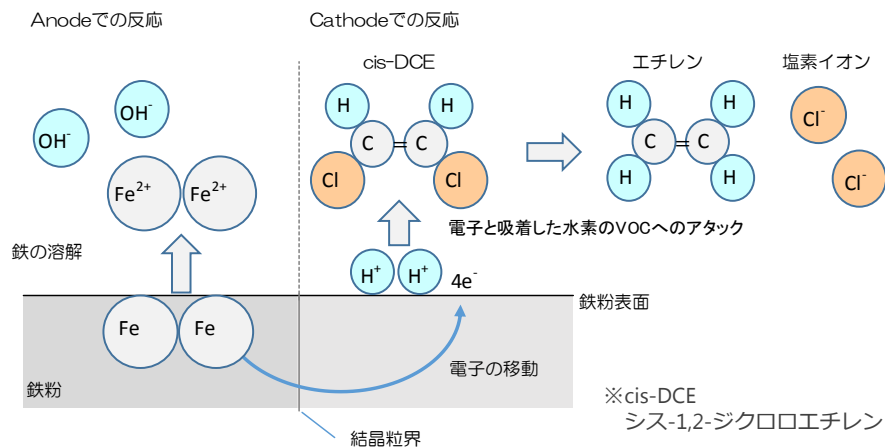 Anodeでの反応
Cathodeでの反応
cis-DCE
エチレン
塩素イオン
OH⁻
OH⁻
H
H
C
=
C
Cl
Cl
H
H
C
=
C
H
H
Cl⁻
Cl⁻
Fe²⁺
Fe²⁺
電子と吸着した水素のVOCへのアタック
鉄の溶解
H⁺
H⁺
4e⁻
鉄粉表面
Fe
Fe
電子の移動
鉄粉
結晶粒界
※cis-DCE
シス-1,2-ジクロロエチレン